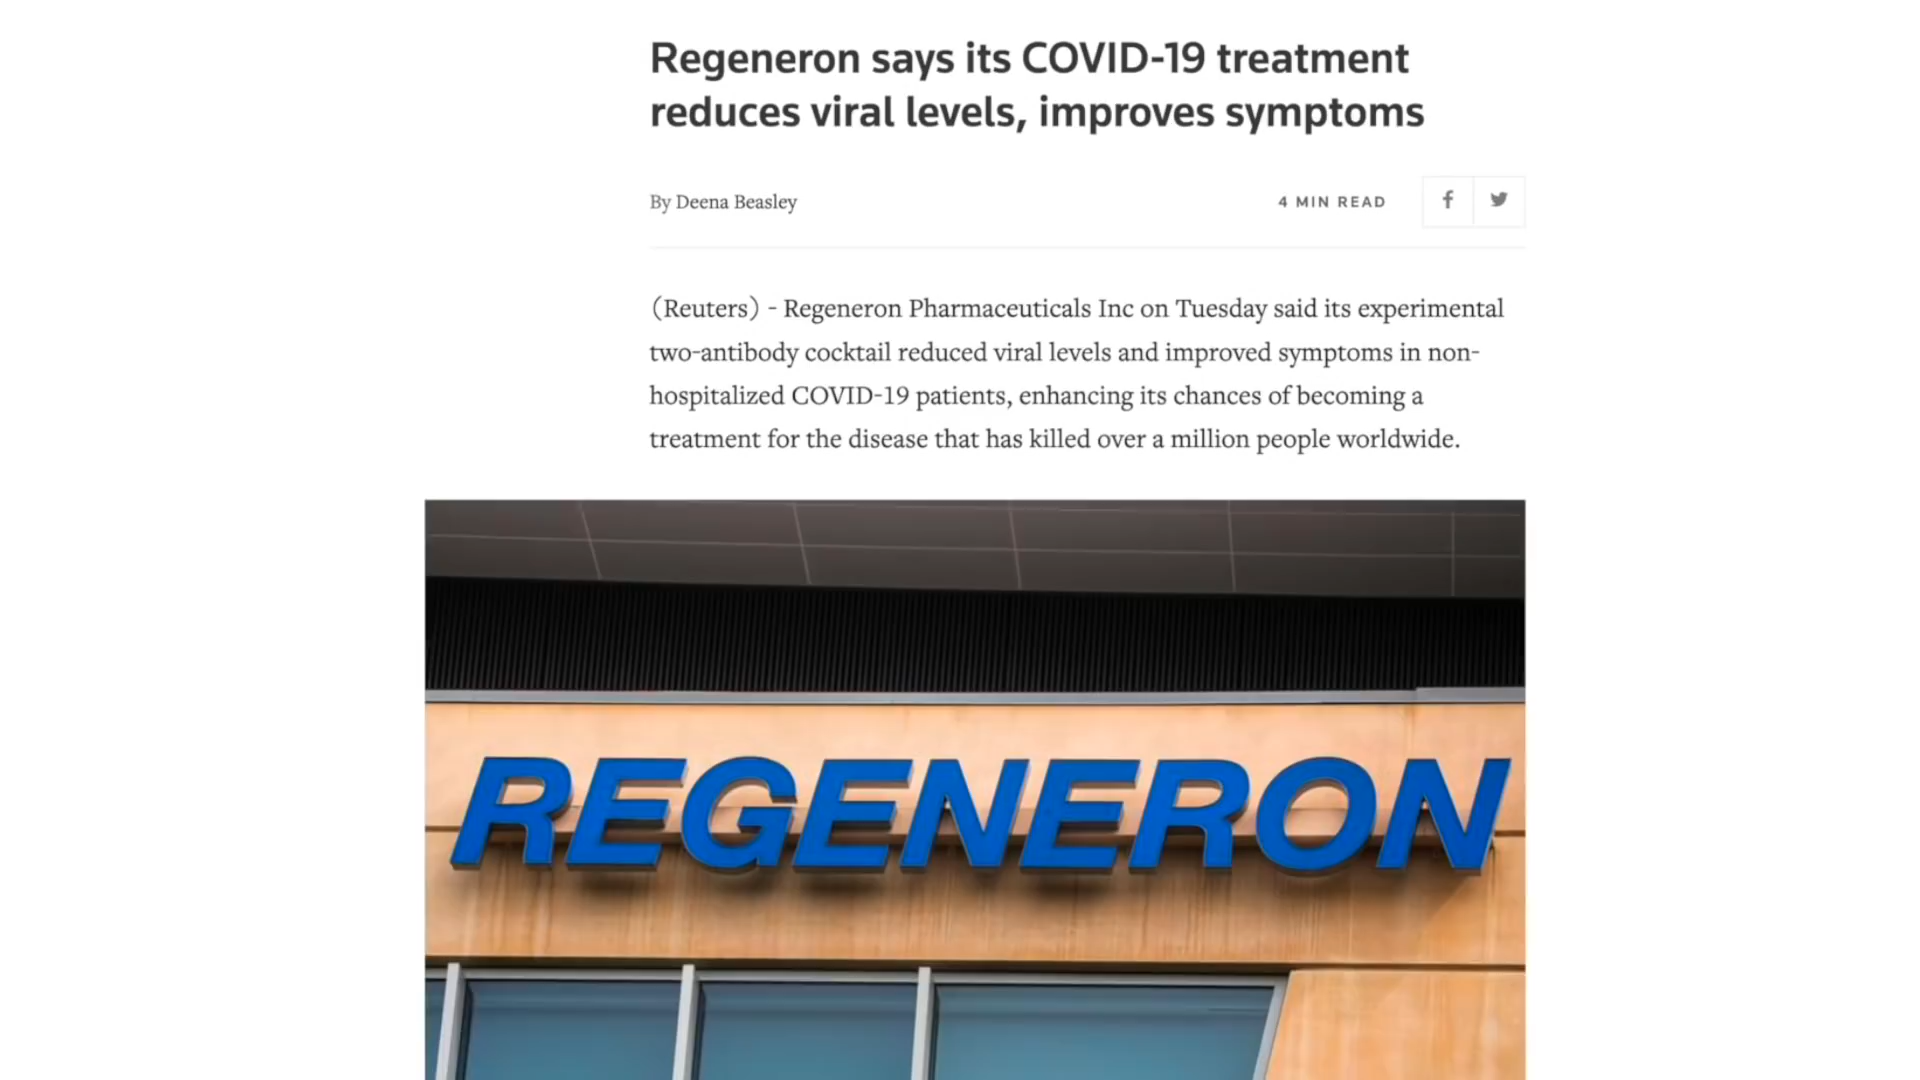 Regeneron says its COVID-19 treatment
reduces viral levels, improves symptoms
By Deena Beasley
4 MIN READ
(Reuters) - Regeneron Pharmaceuticals Inc on Tuesday said its experimental
two-antibody cocktail reduced viral levels and improved symptoms in non-
hospitalized COVID-19 patients, enhancing its chances of becoming a
treatment for the disease that has killed over a million people worldwide.
REGENERON